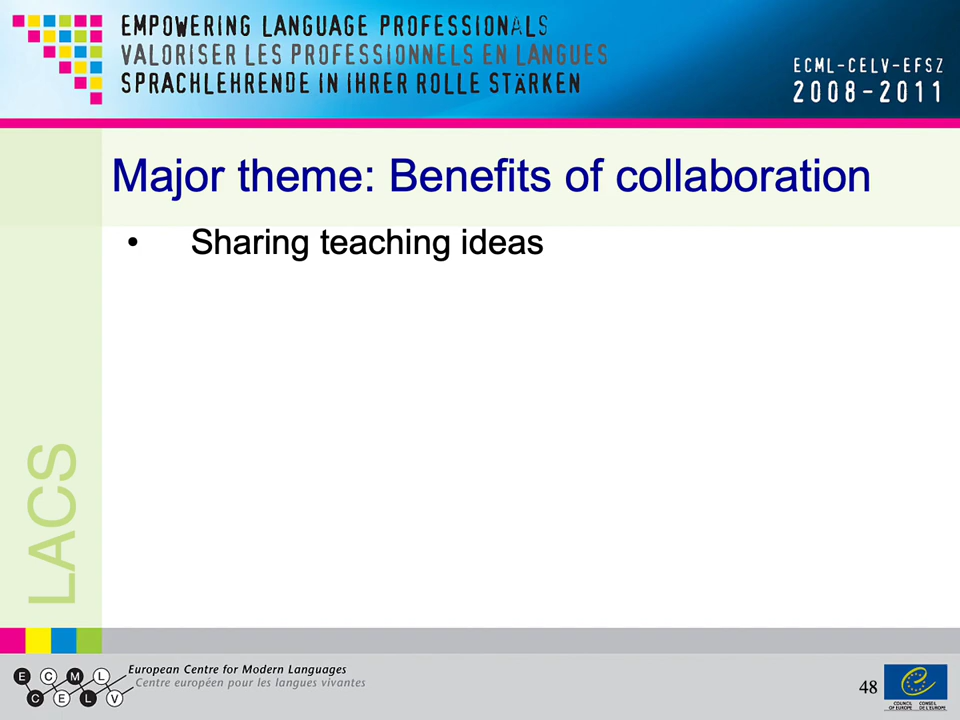 EMPOWERING LANGUAGE PROFESSIONALS
VALORISER LES PROFESSIONNELS EN LANGUES
SPRACHLEHRENDE IN IHRER ROLLE STÄRKEN
ECML-CELV-EFSZ
2008-2011
Major theme: Benefits of collaboration
• Sharing teaching ideas
LACS
E C M L
C E L V
European Centre for Modern Languages
Centre européen pour les langues vivantes
48
COUNCIL OF EUROPE
CONSEIL DE L'EUROPE